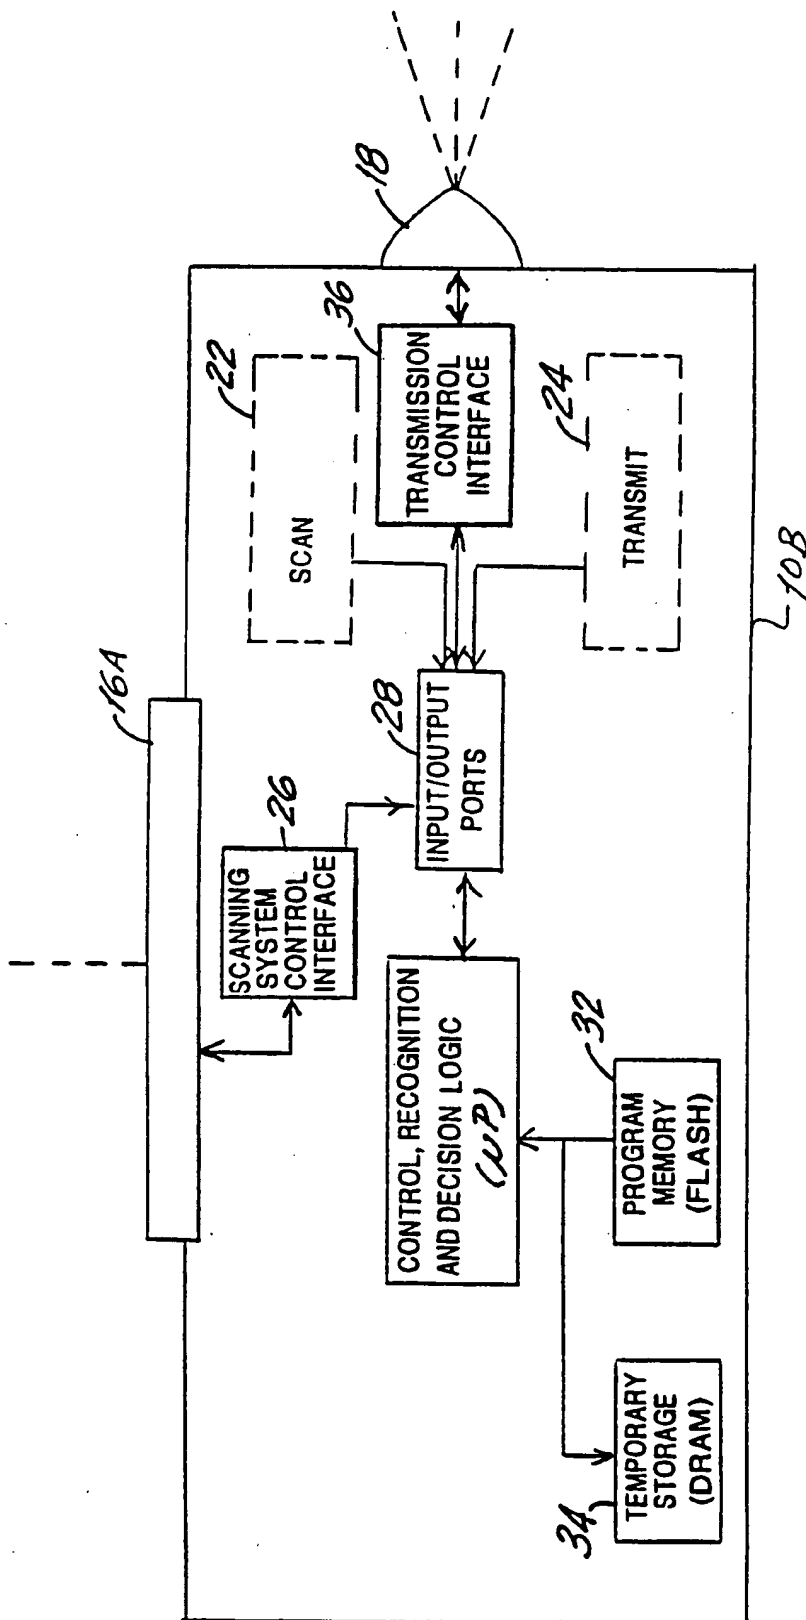 16A
22
SCAN
36
TRANSMISSION
CONTROL
INTERFACE
18
26
SCANNING
SYSTEM
CONTROL
INTERFACE
28
INPUT/OUTPUT
PORTS
24
TRANSMIT
CONTROL, RECOGNITION
AND DECISION LOGIC
(μP)
32
PROGRAM
MEMORY
(FLASH)
34
TEMPORARY
STORAGE
(DRAM)
10B